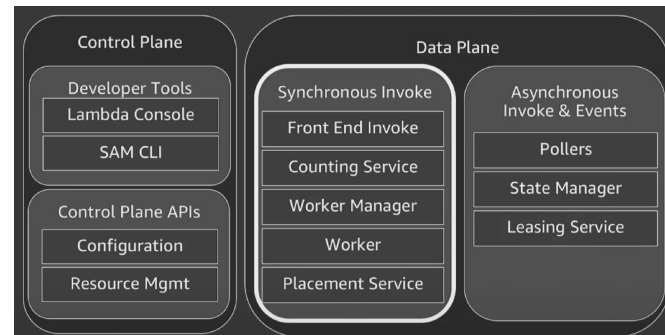 Control Plane
Developer Tools
Lambda Console
SAM CLI
Control Plane APIs
Configuration
Resource Mgmt
Data Plane
Synchronous Invoke
Front End Invoke
Counting Service
Worker Manager
Worker
Placement Service
Asynchronous
Invoke & Events
Pollers
State Manager
Leasing Service